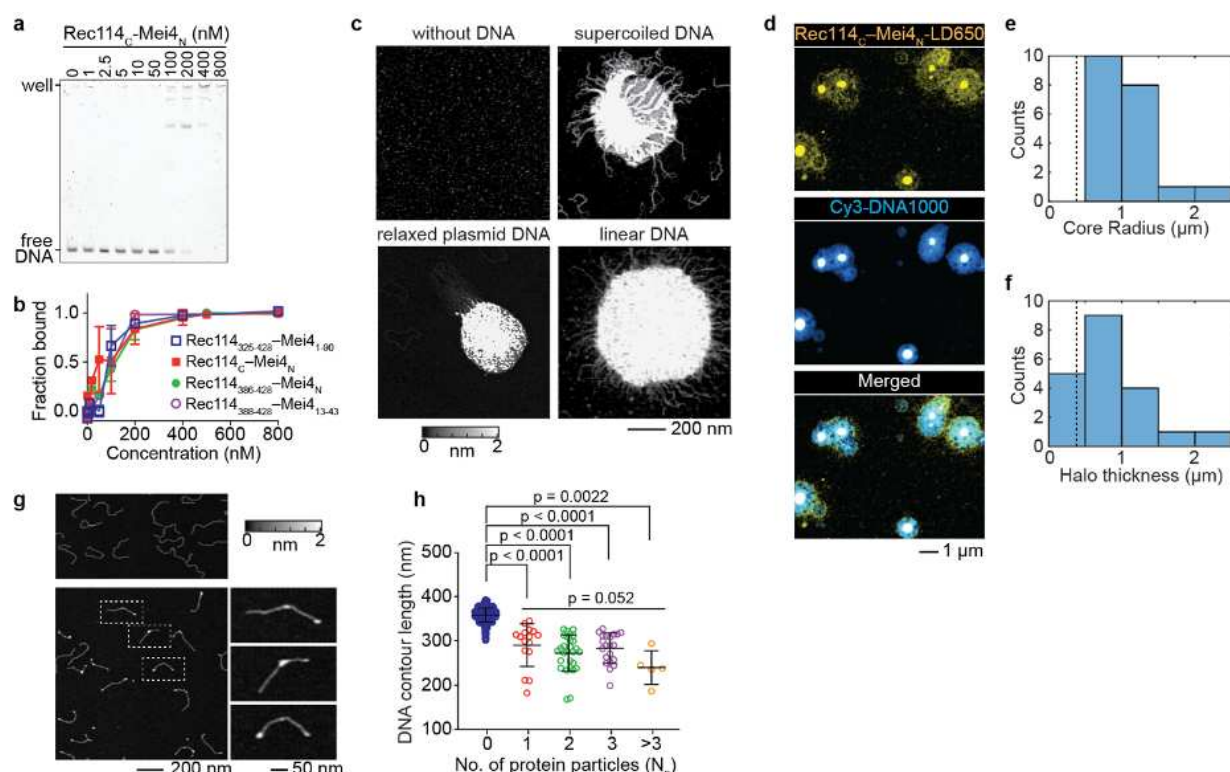 a
Rec114C-Mei4N (nM)
0 1 2.5 5 10 50 100 200 400 800
well
free
DNA
b
Fraction bound
1.0
0.5
0.0
Rec114325-428–Mei41-90
Rec114C–Mei4N
Rec114386-428–Mei4N
Rec114388-428–Mei413-43
0 200 400 600 800
Concentration (nM)
c
without DNA supercoiled DNA
relaxed plasmid DNA linear DNA
0 2
nm
200 nm
d
Rec114C–Mei4N-LD650
Cy3-DNA1000
Merged
1 µm
e
Counts
10
8
6
4
2
0
0 1 2
Core Radius (µm)
f
Counts
10
8
6
4
2
0
0 1 2
Halo thickness (µm)
g
0 2
nm
200 nm 50 nm
h
p = 0.0022
p < 0.0001
p < 0.0001
p < 0.0001
p = 0.052
DNA contour length (nm)
500
400
300
200
100
0 1 2 3 >3